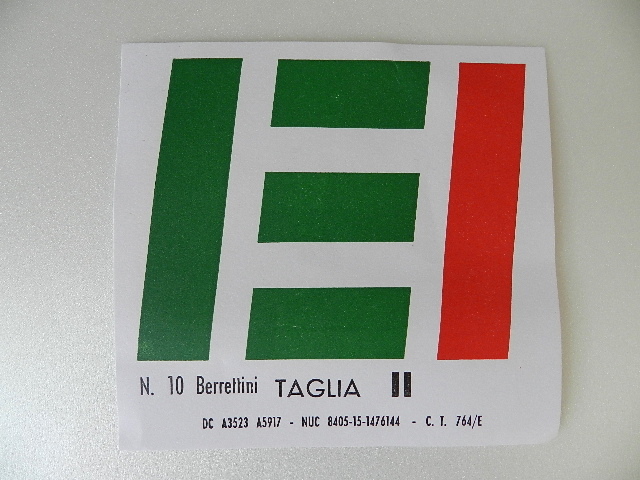 N. 10 Berrettini TAGLIA II
DC A3523 A5917 - NUC 8405-15-1476144 - C. T. 764/E